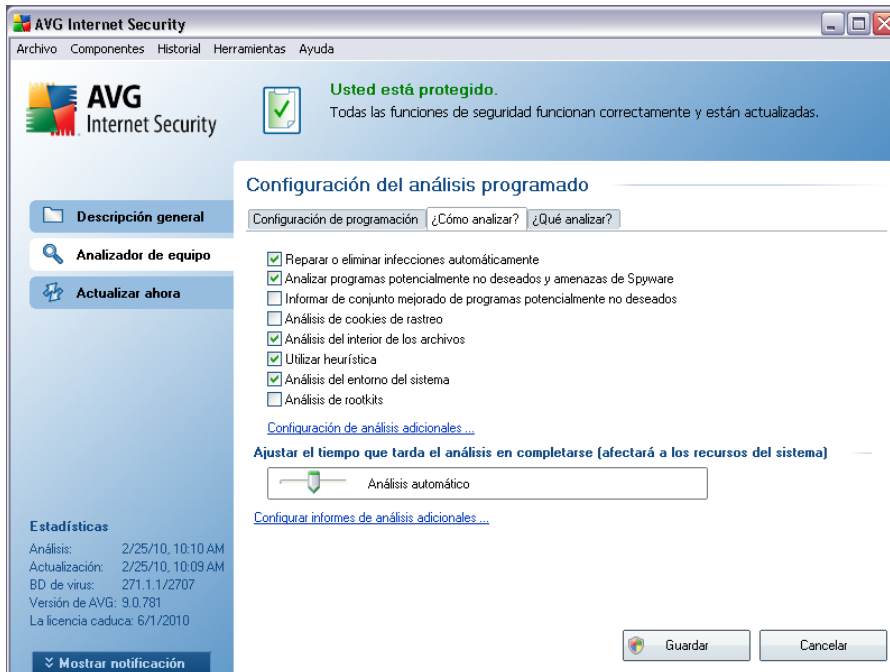 AVG Internet Security
Archivo Componentes Historial Herramientas Ayuda
AVG
Internet Security
Usted está protegido.
Todas las funciones de seguridad funcionan correctamente y están actualizadas.
Descripción general
Analizador de equipo
Actualizar ahora
Configuración del análisis programado
Configuración de programación ¿Cómo analizar? ¿Qué analizar?
Reparar o eliminar infecciones automáticamente
Analizar programas potencialmente no deseados y amenazas de Spyware
Informar de conjunto mejorado de programas potencialmente no deseados
Análisis de cookies de rastreo
Análisis del interior de los archivos
Utilizar heurística
Análisis del entorno del sistema
Análisis de rootkits
Configuración de análisis adicionales ...
Ajustar el tiempo que tarda el análisis en completarse (afectará a los recursos del sistema)
Análisis automático
Configurar informes de análisis adicionales ...
Estadísticas
Análisis: 2/25/10, 10:10 AM
Actualización: 2/25/10, 10:09 AM
BD de virus: 271.1.1/2707
Versión de AVG: 9.0.781
La licencia caduca: 6/1/2010
Mostrar notificación
Guardar Cancelar